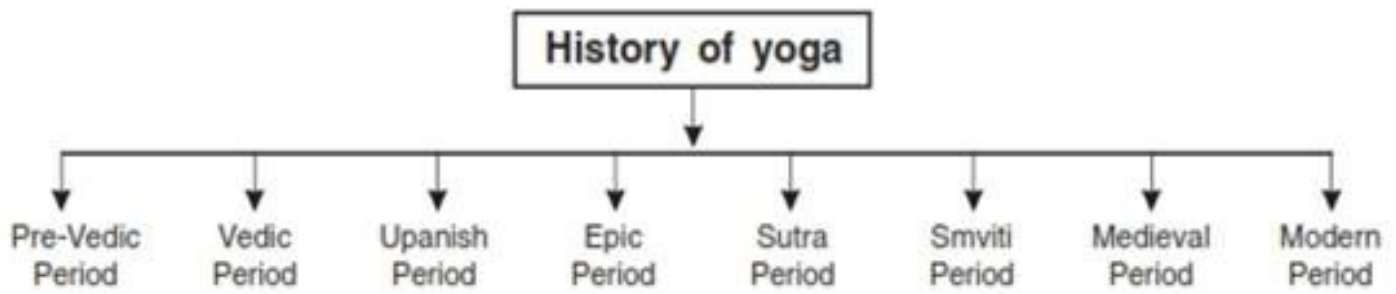 History of yoga
Pre-Vedic Period
Vedic Period
Upanish Period
Epic Period
Sutra Period
Smviti Period
Medieval Period
Modern Period